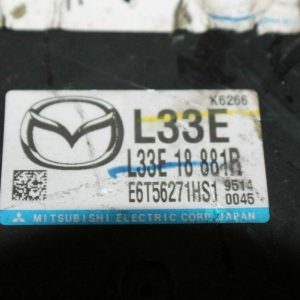 K6266
L33E
L33E 18 881R
E6T56271HS1 9514
0045
MITSUBISHI ELECTRIC CORP. JAPAN